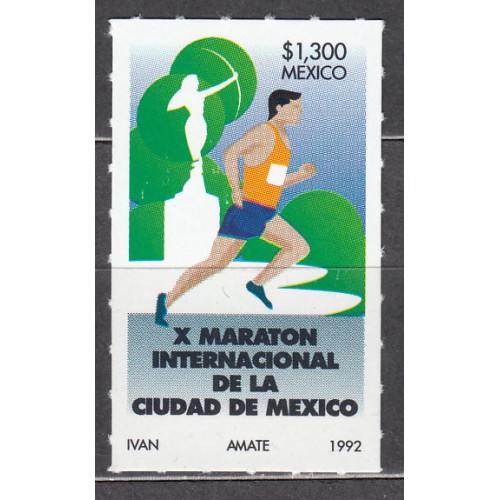 $1,300
MEXICO
X MARATON
INTERNACIONAL
DE LA
CIUDAD DE MEXICO
IVAN AMATE 1992